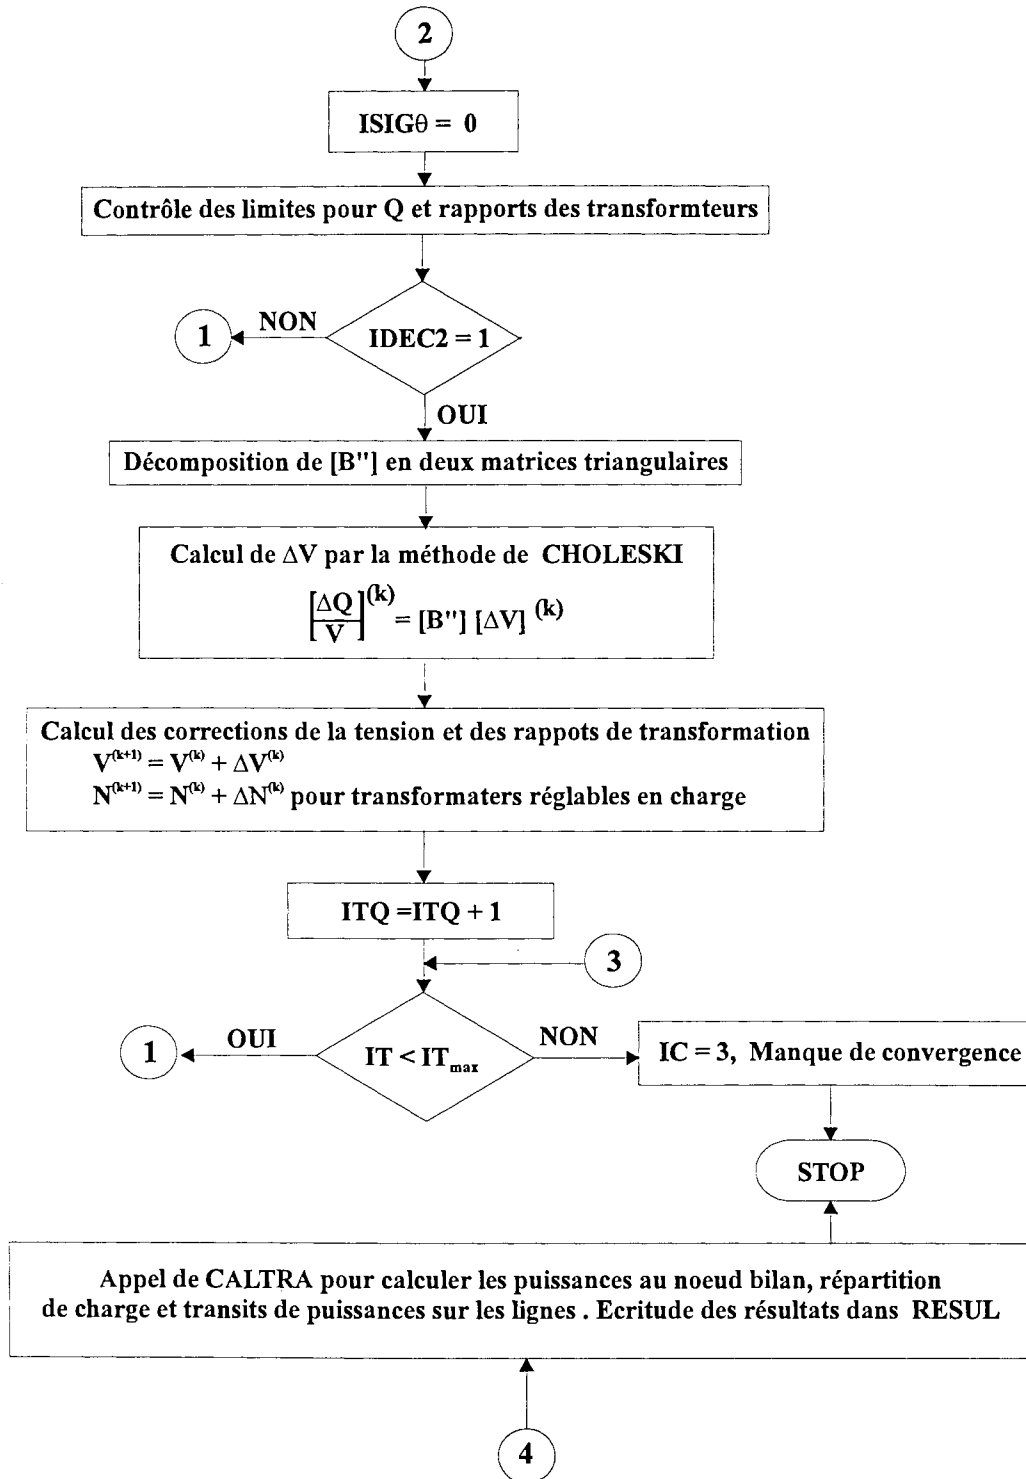 2
ISIGθ = 0
Contrôle des limites pour Q et rapports des transformteurs
1
NON
IDEC2 = 1
OUI
Décomposition de [B"] en deux matrices triangulaires
Calcul de ΔV par la méthode de CHOLESKI
[ΔQ/V]^(k) = [B"] [ΔV]^(k)
Calcul des corrections de la tension et des rappots de transformation
V^(k+1) = V^(k) + ΔV^(k)
N^(k+1) = N^(k) + ΔN^(k) pour transformaters réglables en charge
ITQ =ITQ + 1
3
1
OUI
IT < IT_max
NON
IC = 3, Manque de convergence
STOP
Appel de CALTRA pour calculer les puissances au noeud bilan, répartition
de charge et transits de puissances sur les lignes . Ecritude des résultats dans RESUL
4